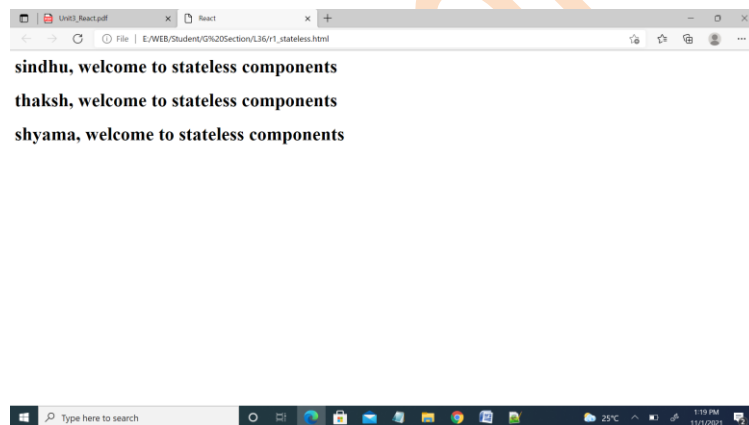 Unit3_React.pdf
React
File | E:/WEB/Student/G%20Section/L36/r1_stateless.html
sindhu, welcome to stateless components
thaksh, welcome to stateless components
shyama, welcome to stateless components
Type here to search
25°C
1:19 PM
11/1/2021